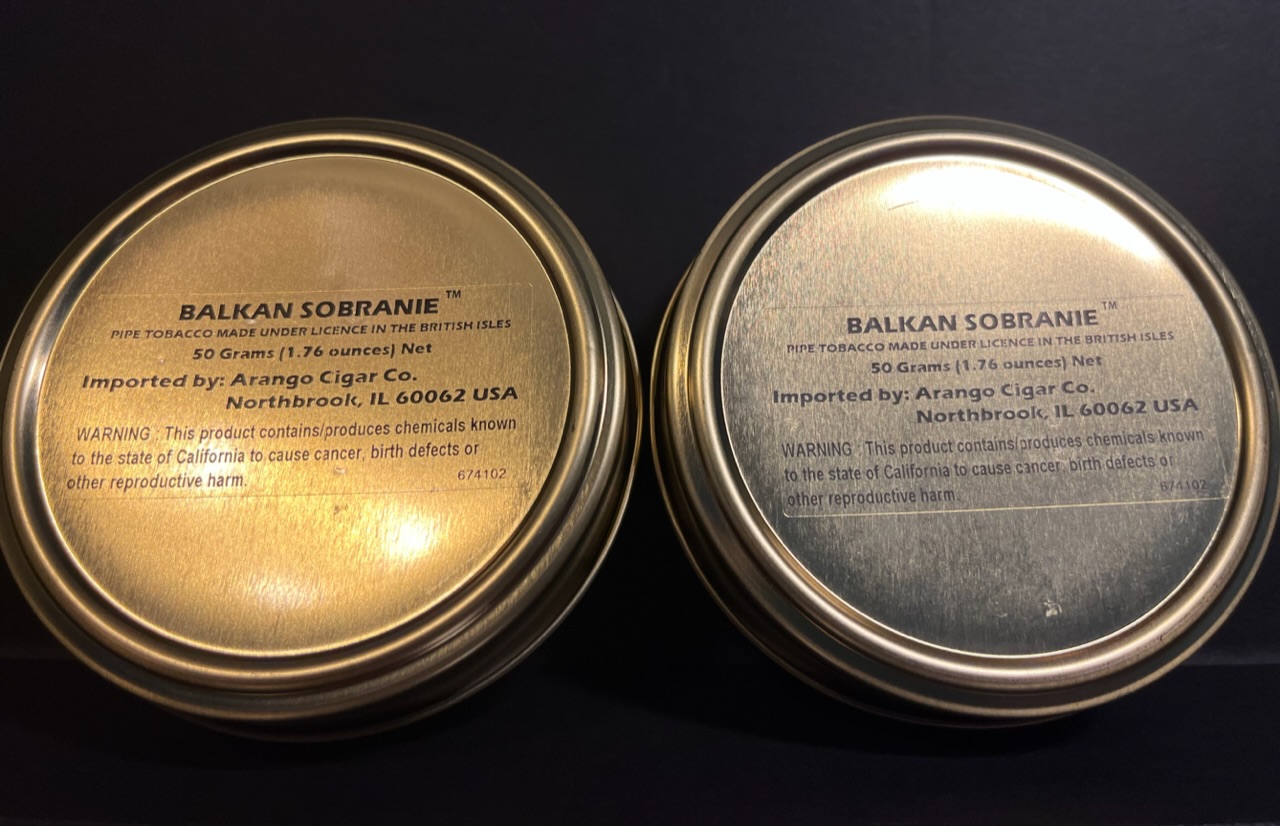 BALKAN SOBRANIE ™
PIPE TOBACCO MADE UNDER LICENCE IN THE BRITISH ISLES
50 Grams (1.76 ounces) Net
Imported by: Arango Cigar Co.
Northbrook, IL 60062 USA
WARNING : This product contains/produces chemicals known
to the state of California to cause cancer, birth defects or
other reproductive harm.
674102
BALKAN SOBRANIE ™
PIPE TOBACCO MADE UNDER LICENCE IN THE BRITISH ISLES
50 Grams (1.76 ounces) Net
Imported by: Arango Cigar Co.
Northbrook, IL 60062 USA
WARNING : This product contains/produces chemicals known
to the state of California to cause cancer, birth defects or
other reproductive harm.
674102